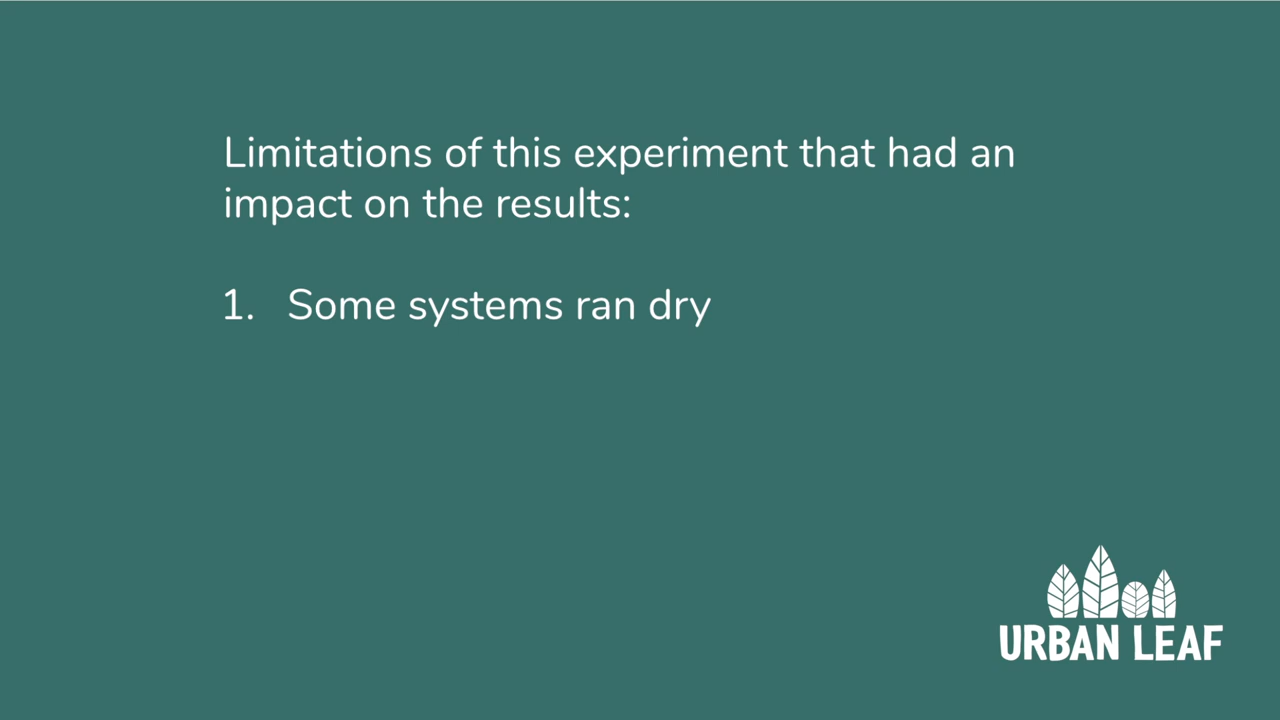 Limitations of this experiment that had an
impact on the results:
1. Some systems ran dry
URBAN LEAF